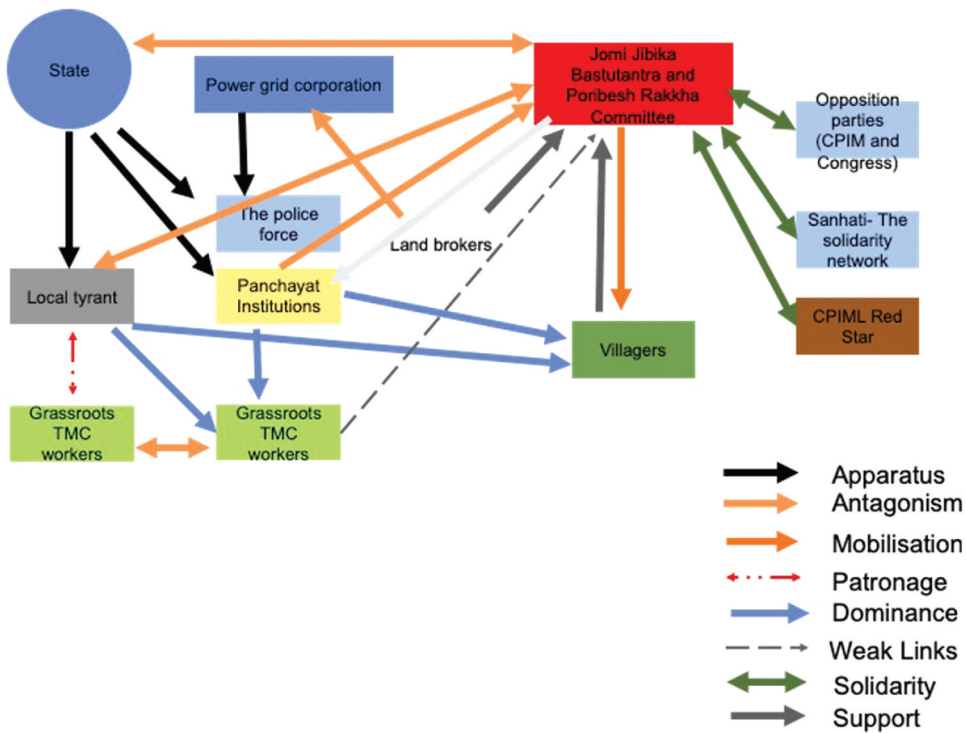 State
Power grid corporation
Jomi Jibika
Bastutantra and
Poribesh Rakkha
Committee
Opposition
parties
(CPIM and
Congress)
The police
force
Land brokers
Sanhati- The
solidarity
network
Local tyrant
Panchayat
Institutions
CPIML Red
Star
Villagers
Grassroots
TMC
workers
Grassroots
TMC
workers
Apparatus
Antagonism
Mobilisation
Patronage
Dominance
Weak Links
Solidarity
Support